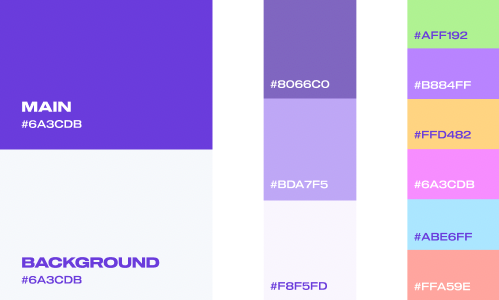 MAIN
#6A3CDB
BACKGROUND
#6A3CDB
#8066C0
#BDA7F5
#F8F5FD
#AFF192
#B884FF
#FFD482
#6A3CDB
#ABE6FF
#FFA59E